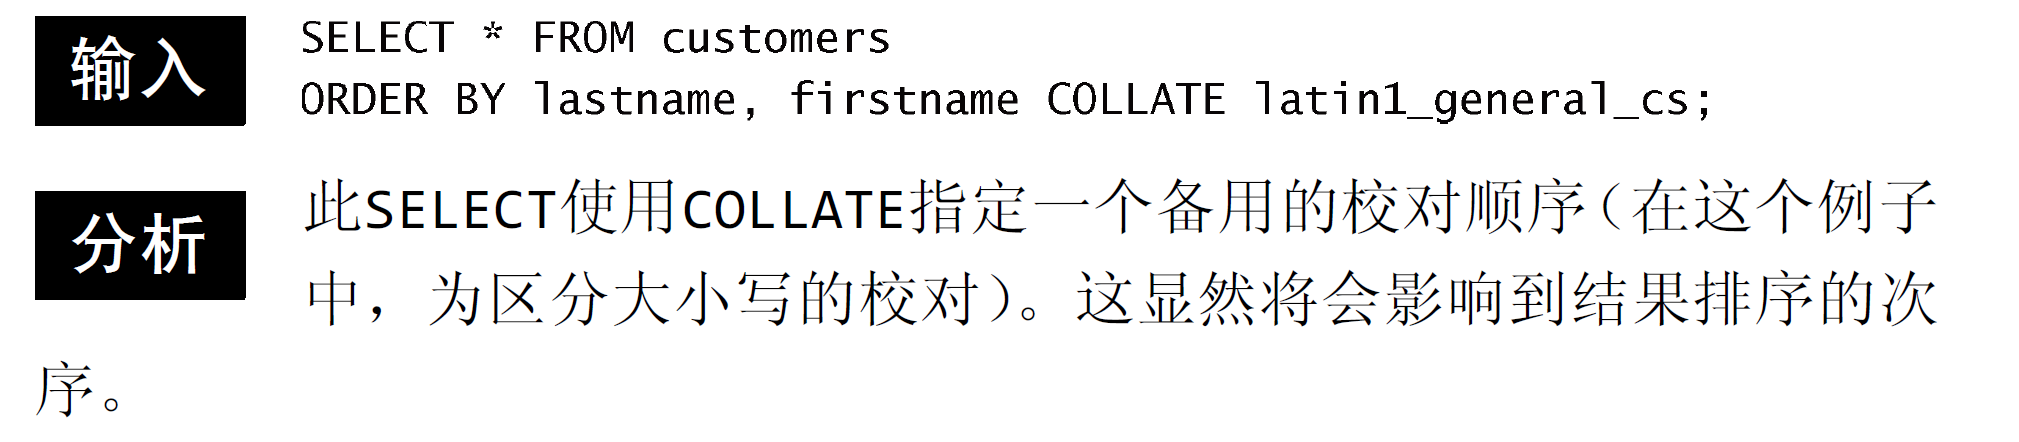 输入
SELECT * FROM customers
ORDER BY lastname, firstname COLLATE latin1_general_cs;
分析
此SELECT使用COLLATE指定一个备用的校对顺序(在这个例子
中，为区分大小写的校对)。这显然将会影响到结果排序的次
序。